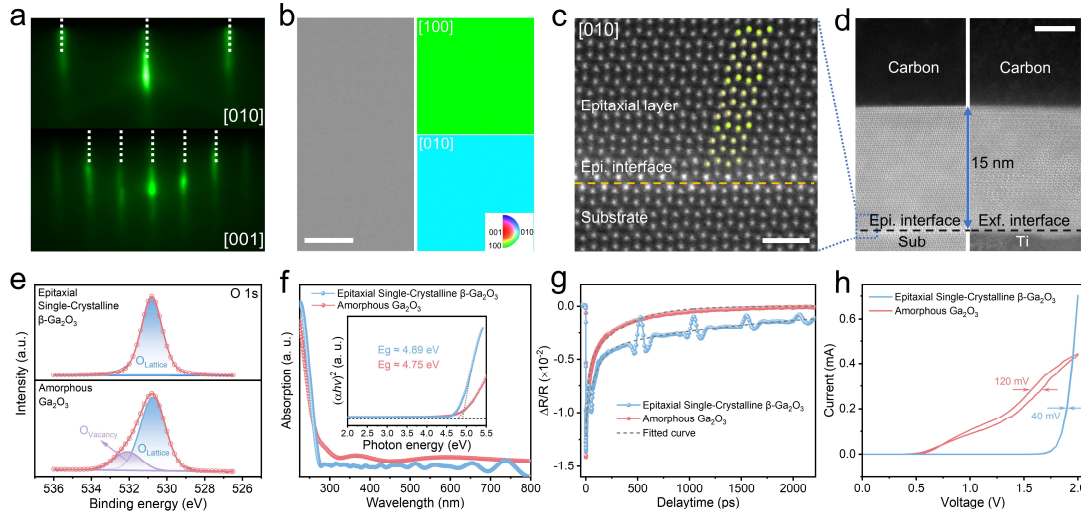 a
[010]
[001]
b
[100]
[010]
001
010
100
c
[010]
Epitaxial layer
Epi. interface
Substrate
d
Carbon
Carbon
15 nm
Epi. interface
Exf. interface
Sub
Ti
e
O 1s
Epitaxial
Single-Crystalline
β-Ga₂O₃
O_Lattice
Amorphous
Ga₂O₃
O_Vacancy
O_Lattice
Intensity (a.u.)
536
534
532
530
528
526
Binding energy (eV)
f
Epitaxial Single-Crystalline β-Ga₂O₃
Amorphous Ga₂O₃
Eg ≈ 4.89 eV
Eg ≈ 4.75 eV
(αhν)² (a. u.)
2.0
2.5
3.0
3.5
4.0
4.5
5.0
5.5
Photon energy (eV)
Absorption (a. u.)
300
400
500
600
700
800
Wavelength (nm)
g
-0.0
-0.5
-1.0
-1.5
ΔR/R (×10⁻²)
Epitaxial Single-Crystalline β-Ga₂O₃
Amorphous Ga₂O₃
Fitted curve
0
500
1000
1500
2000
Delaytime (ps)
h
Epitaxial Single-Crystalline β-Ga₂O₃
Amorphous Ga₂O₃
120 mV
40 mV
0.6
0.4
0.2
0.0
Current (mA)
0.0
0.5
1.0
1.5
2.0
Voltage (V)